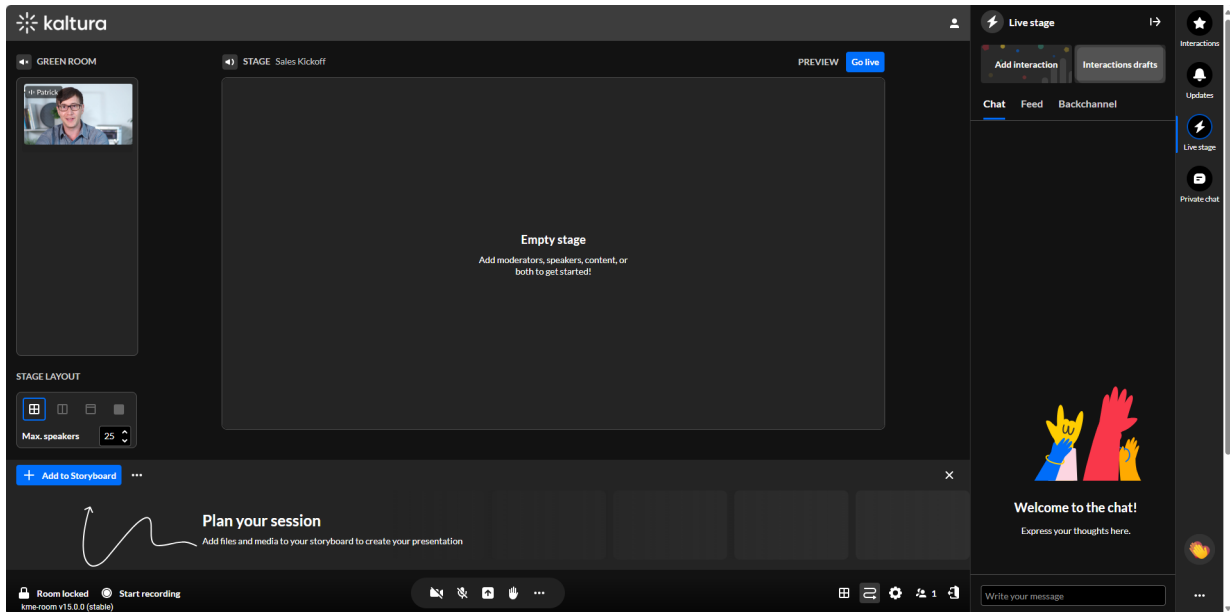 kaltura
GREEN ROOM
Patrick
STAGE LAYOUT
Max. speakers 25
STAGE Sales Kickoff
PREVIEW Go live
Empty stage
Add moderators, speakers, content, or
both to get started!
Add to Storyboard
Plan your session
Add files and media to your storyboard to create your presentation
Room locked Start recording
kme-room v15.0.0 (stable)
1
Live stage
Add interaction Interactions drafts
Chat Feed Backchannel
Welcome to the chat!
Express your thoughts here.
Write your message
Interactions
Updates
Live stage
Private chat